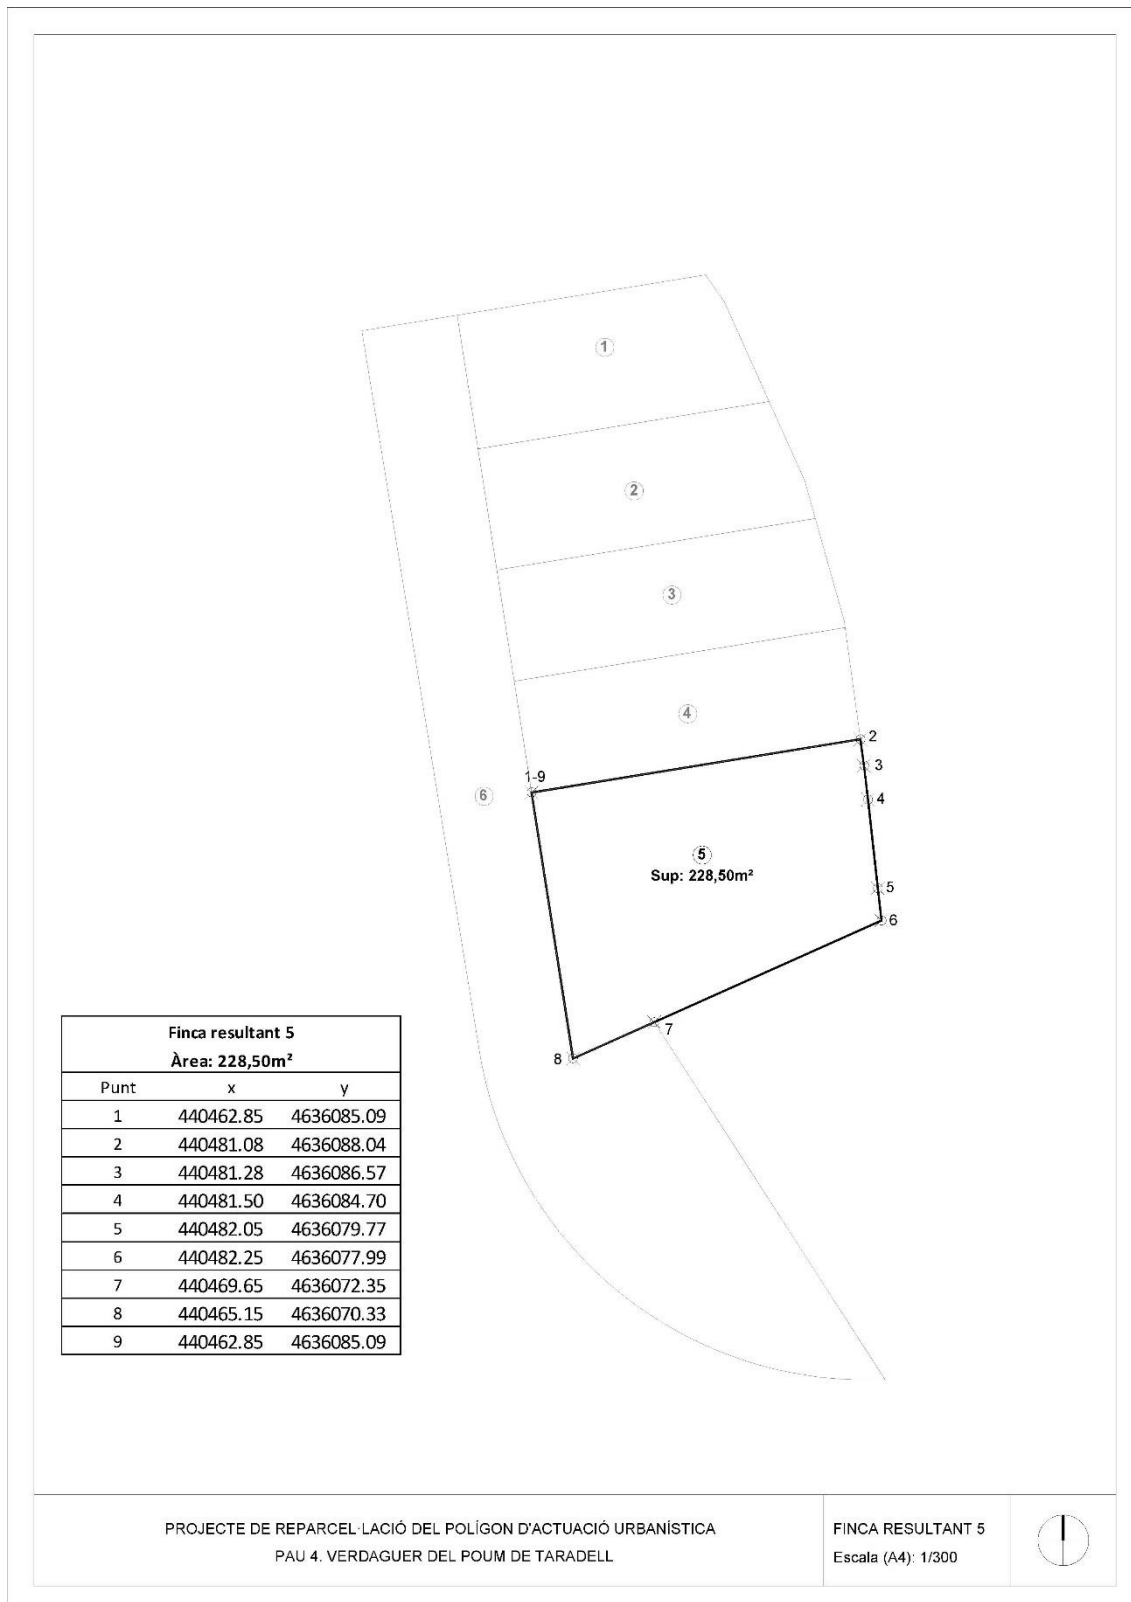 1
2
3
4
2
3
1-9
6
4
5
Sup: 228,50m²
5
6
7
8
Finca resultant 5
Àrea: 228,50m²
Punt x y
1 440462.85 4636085.09
2 440481.08 4636088.04
3 440481.28 4636086.57
4 440481.50 4636084.70
5 440482.05 4636079.77
6 440482.25 4636077.99
7 440469.65 4636072.35
8 440465.15 4636070.33
9 440462.85 4636085.09
PROJECTE DE REPARCEL·LACIÓ DEL POLÍGON D'ACTUACIÓ URBANÍSTICA
PAU 4. VERDAGUER DEL POUM DE TARADELL
FINCA RESULTANT 5
Escala (A4): 1/300